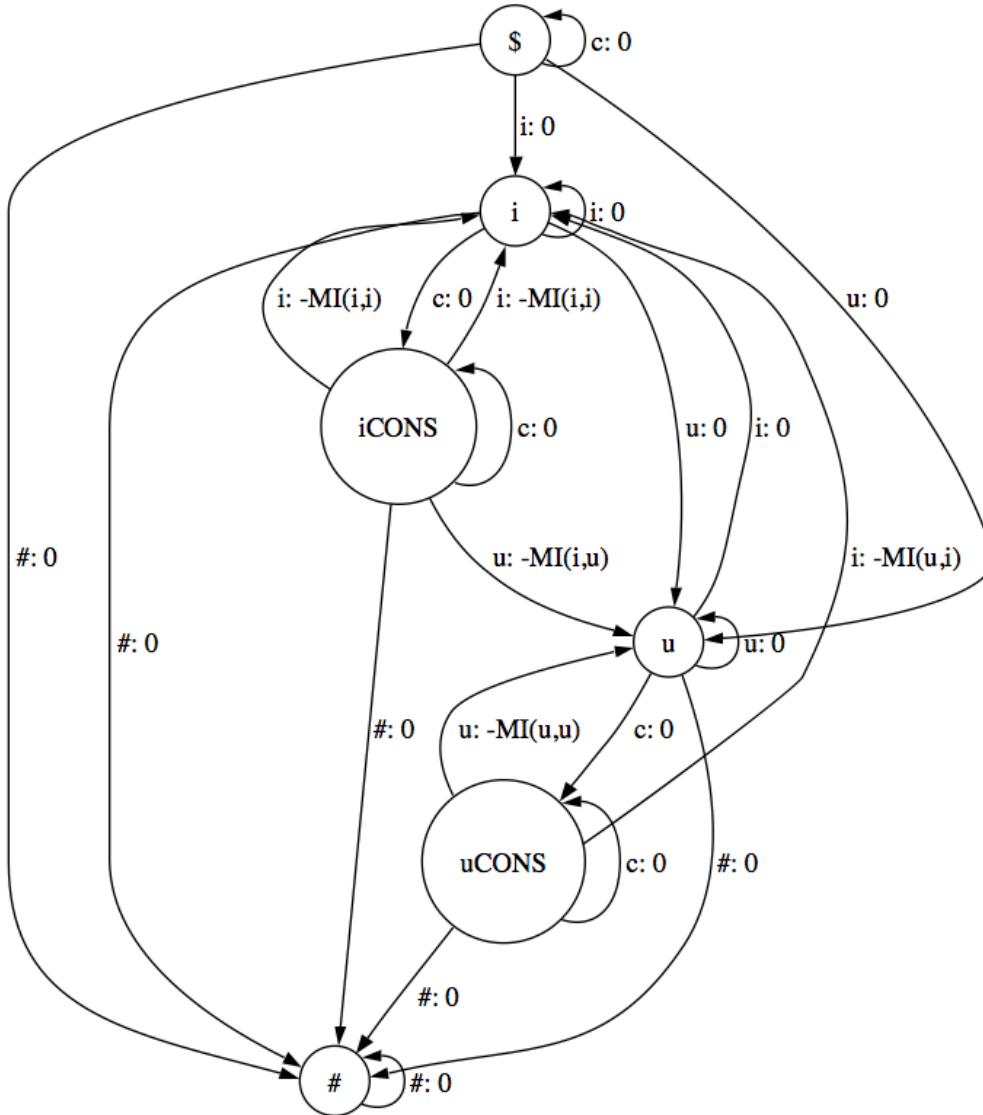 $
c: 0
i: 0
i
i: 0
i: -MI(i,i)
c: 0
i: -MI(i,i)
u: 0
iCONS
c: 0
u: 0
i: 0
#: 0
u: -MI(i,u)
i: -MI(u,i)
#: 0
u
u: 0
#: 0
u: -MI(u,u)
c: 0
uCONS
c: 0
#: 0
#: 0
#
#: 0